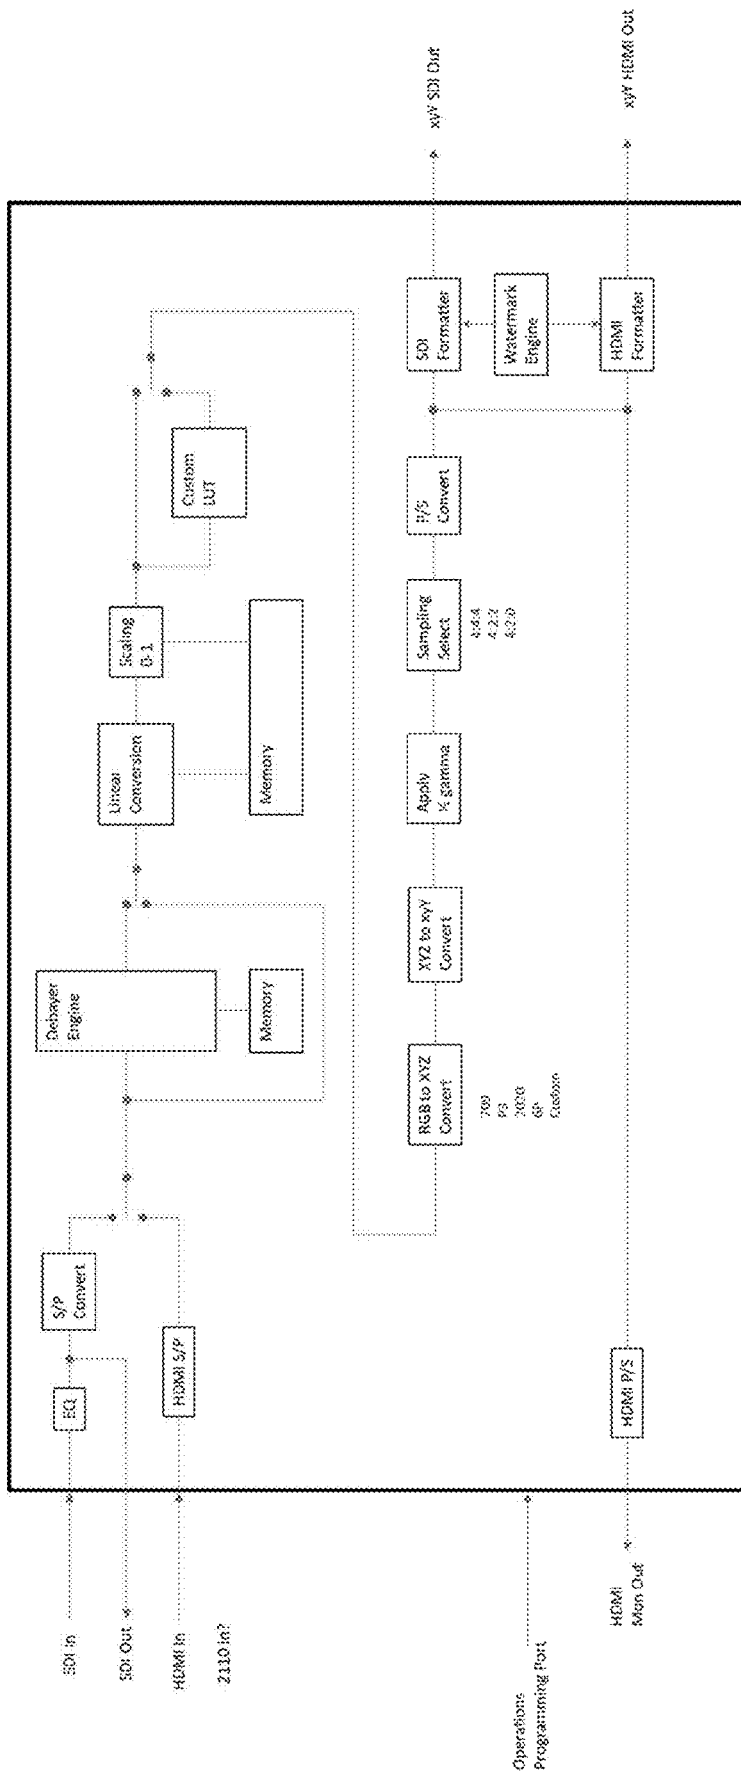 SDI In
SDI Out
HDMI In
2110 in?
EQ
S/P
Convert
HDMI S/P
Debayer
Engine
Memory
Linear
Conversion
Scaling
0-1
Memory
Custom
LUT
RGB to XYZ
Convert
709
P3
2020
6P
XYZ to xyY
Convert
Apply
½ gamma
Sampling
Select
4:4:4
4:2:2
4:2:0
P/S
Convert
SDI
Formatter
Watermark
Engine
HDMI
Formatter
xyY SDI Out
xyY HDMI Out
Operations
Programming Port
HDMI
Mon Out
HDMI P/S